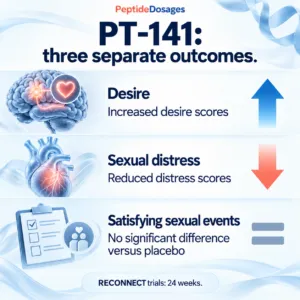 PeptideDosages
PT-141:
three separate outcomes.
Desire
Increased desire scores
Sexual distress
Reduced distress scores
Satisfying sexual events
No significant difference
versus placebo
RECONNECT trials: 24 weeks.